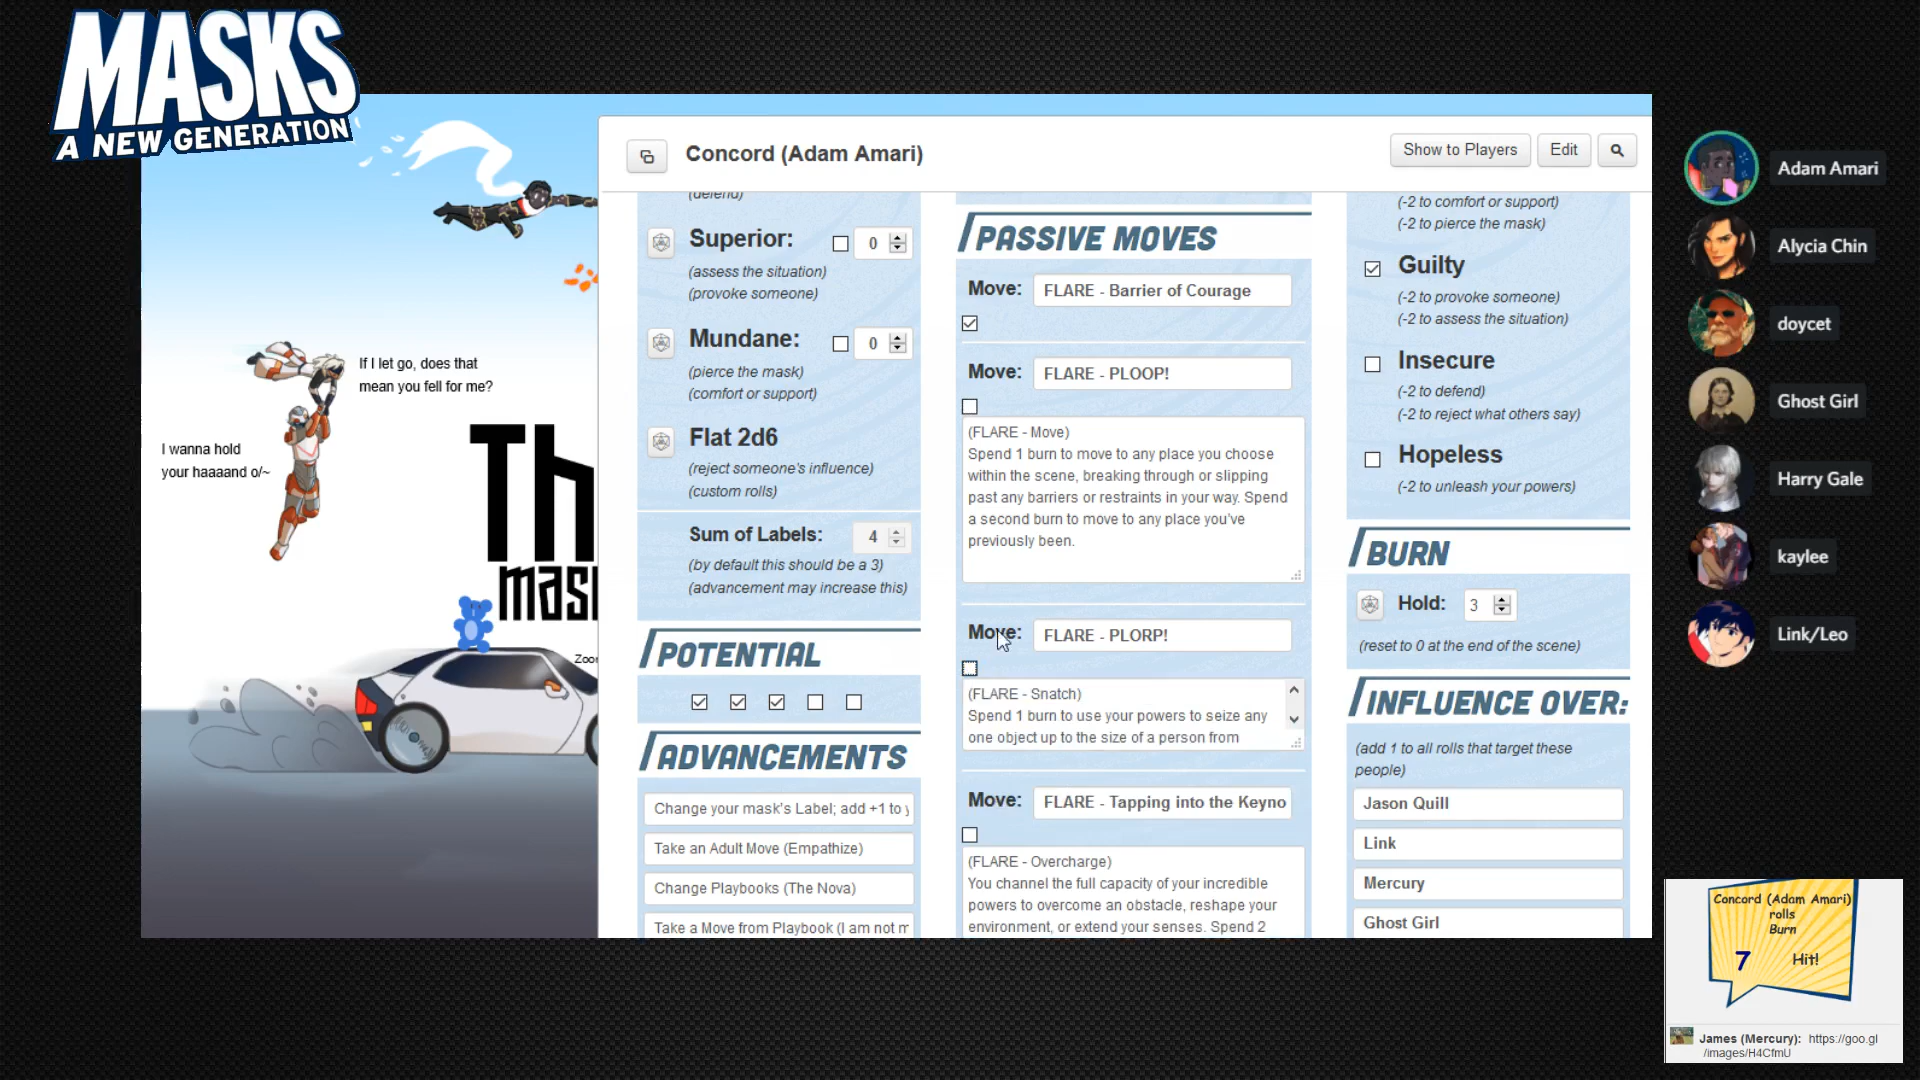 MASKS
A NEW GENERATION
If I let go, does that
mean you fell for me?
I wanna hold
your haaaand o/~
Th
mas
Zoor
Concord (Adam Amari)
Show to Players
Edit
(defend)
Superior:
0
(assess the situation)
(provoke someone)
Mundane:
0
(pierce the mask)
(comfort or support)
Flat 2d6
(reject someone's influence)
(custom rolls)
Sum of Labels:
4
(by default this should be a 3)
(advancement may increase this)
POTENTIAL
ADVANCEMENTS
Change your mask's Label; add +1 to y
Take an Adult Move (Empathize)
Change Playbooks (The Nova)
Take a Move from Playbook (I am not m
PASSIVE MOVES
Move:
FLARE - Barrier of Courage
Move:
FLARE - PLOOP!
(FLARE - Move)
Spend 1 burn to move to any place you choose
within the scene, breaking through or slipping
past any barriers or restraints in your way. Spend
a second burn to move to any place you've
previously been.
Move:
FLARE - PLORP!
(FLARE - Snatch)
Spend 1 burn to use your powers to seize any
one object up to the size of a person from
Move:
FLARE - Tapping into the Keyno
(FLARE - Overcharge)
You channel the full capacity of your incredible
powers to overcome an obstacle, reshape your
environment, or extend your senses. Spend 2
(-2 to comfort or support)
(-2 to pierce the mask)
Guilty
(-2 to provoke someone)
(-2 to assess the situation)
Insecure
(-2 to defend)
(-2 to reject what others say)
Hopeless
(-2 to unleash your powers)
BURN
Hold:
3
(reset to 0 at the end of the scene)
INFLUENCE OVER:
(add 1 to all rolls that target these
people)
Jason Quill
Link
Mercury
Ghost Girl
Adam Amari
Alycia Chin
doycet
Ghost Girl
Harry Gale
kaylee
Link/Leo
Concord (Adam Amari)
rolls
Burn
7
Hit!
James (Mercury): https://goo.gl
/images/H4CfmU